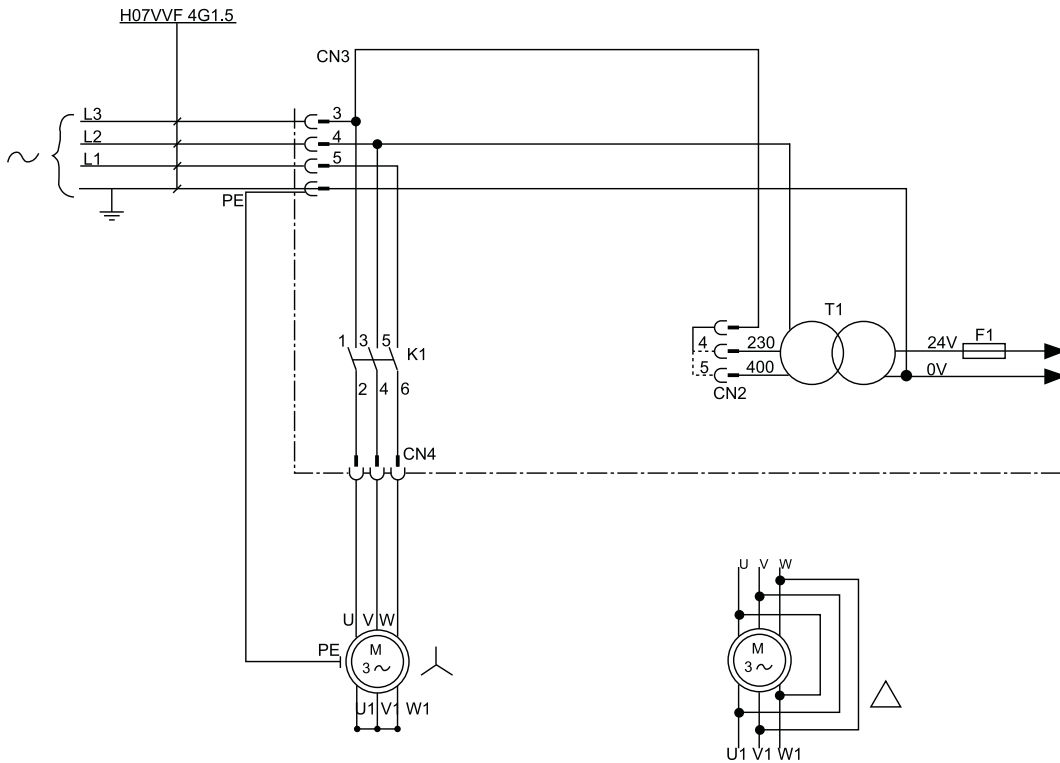 H07VVF 4G1.5
CN3
L3
3
L2
4
L1
5
PE
T1
1 3 5
K1
4
230
24V
F1
5
400
0V
2 4 6
CN2
CN4
U V W
U V W
PE
M
3
M
3
U1 V1 W1
U1 V1 W1